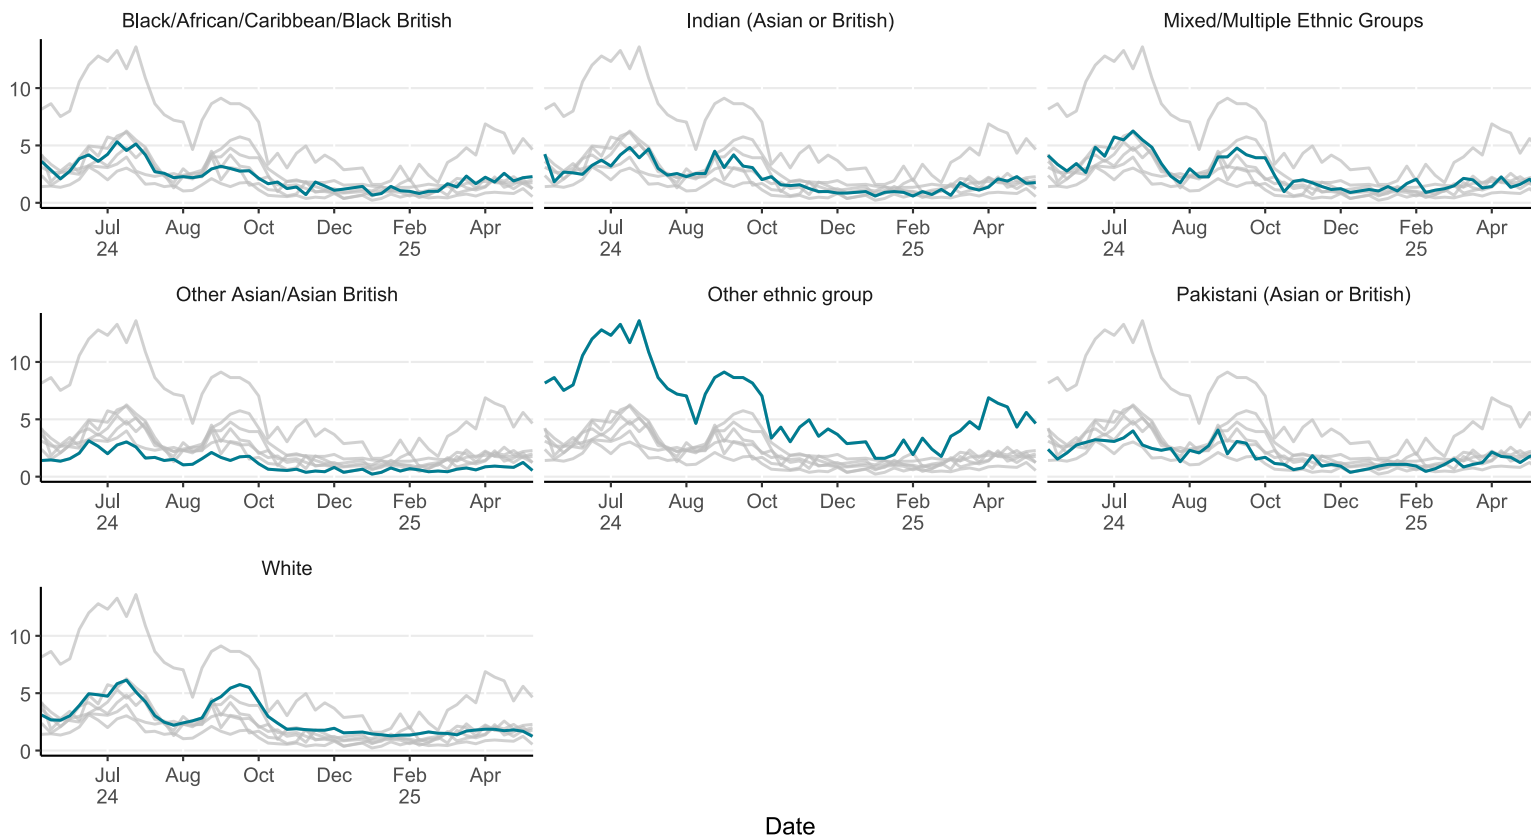 Black/African/Caribbean/Black British
Indian (Asian or British)
Mixed/Multiple Ethnic Groups
10
5
0
Jul Aug Oct Dec Feb Apr
24 25
Jul Aug Oct Dec Feb Apr
24 25
Jul Aug Oct Dec Feb Apr
24 25
Other Asian/Asian British
Other ethnic group
Pakistani (Asian or British)
10
5
0
Jul Aug Oct Dec Feb Apr
24 25
Jul Aug Oct Dec Feb Apr
24 25
Jul Aug Oct Dec Feb Apr
24 25
White
10
5
0
Jul Aug Oct Dec Feb Apr
24 25
Date